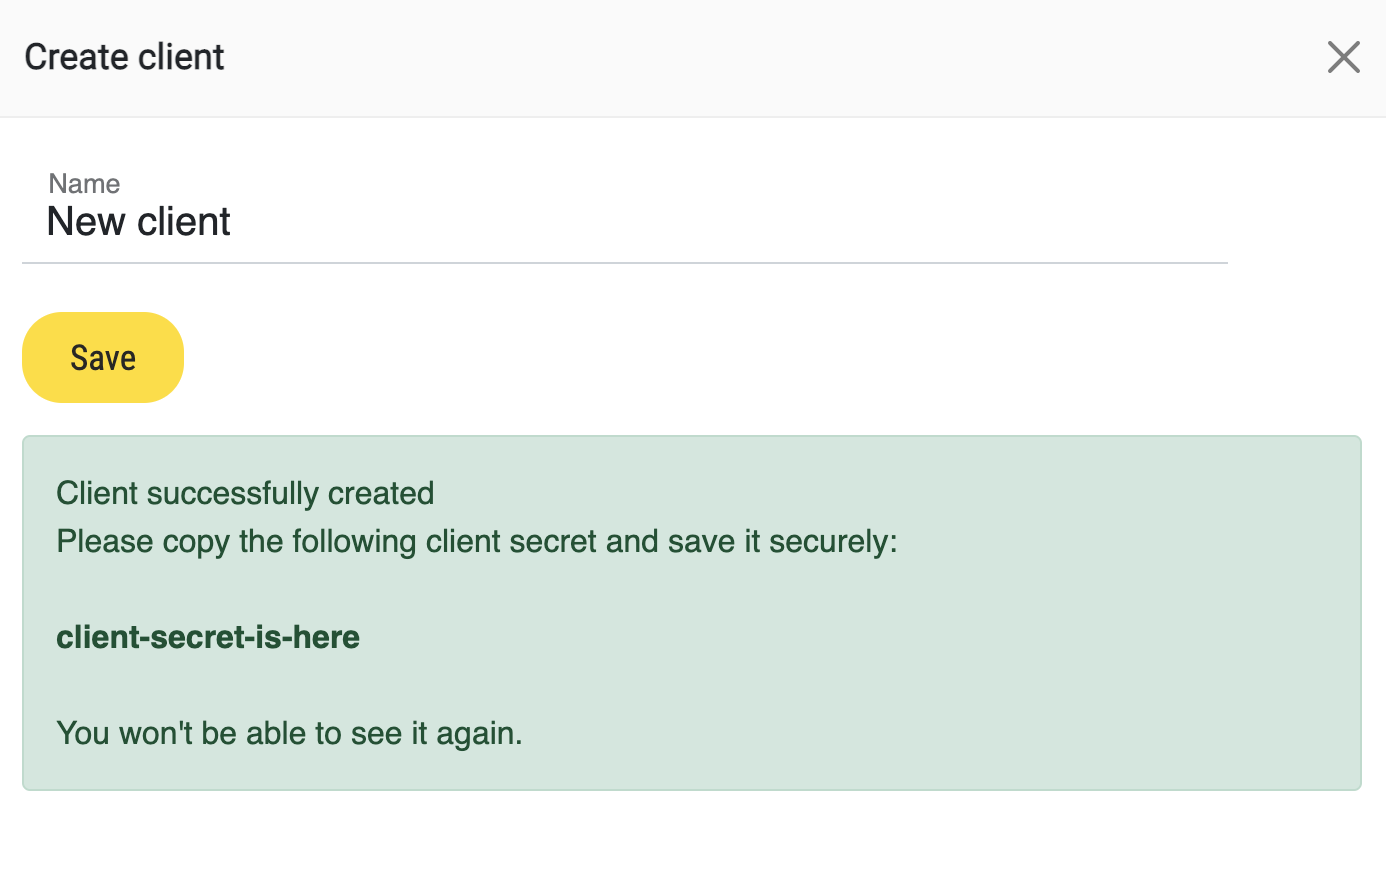 Create client
Name
New client
Save
Client successfully created
Please copy the following client secret and save it securely:
client-secret-is-here
You won't be able to see it again.